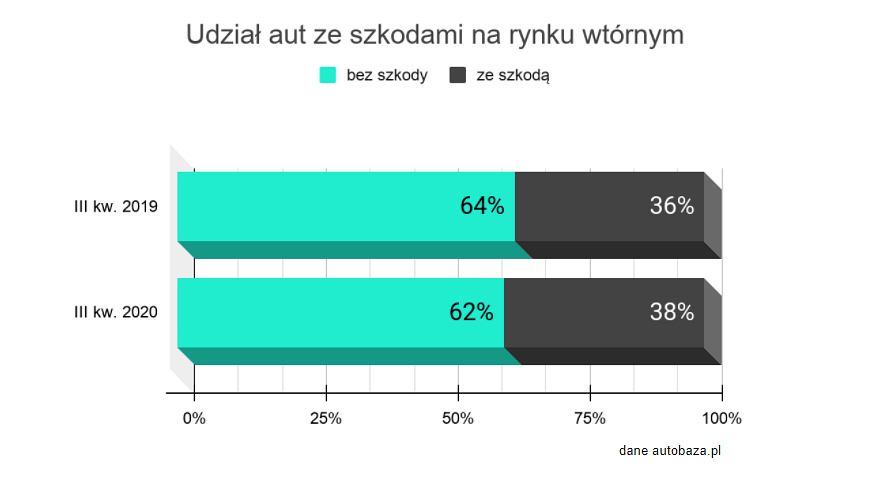 Udział aut ze szkodami na rynku wtórnym
bez szkody ze szkodą
III kw. 2019 64% 36%
III kw. 2020 62% 38%
0% 25% 50% 75% 100%
dane autobaza.pl